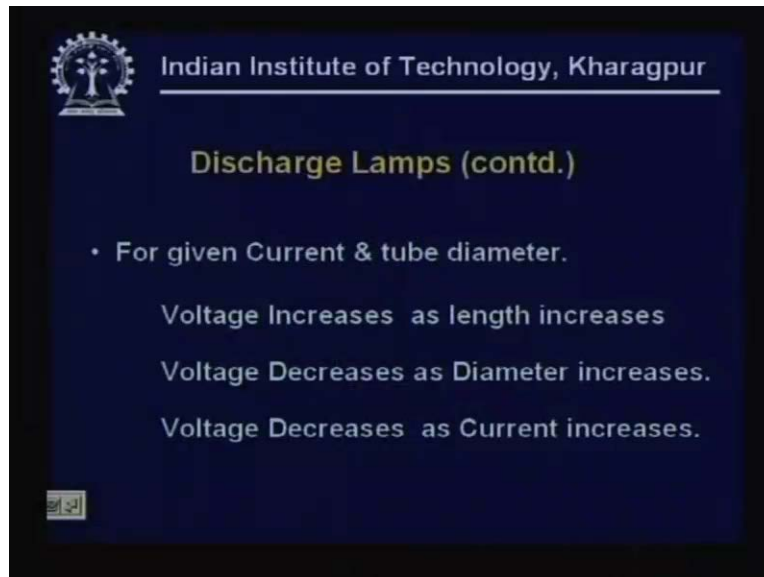 Indian Institute of Technology, Kharagpur
Discharge Lamps (contd.)
• For given Current & tube diameter.
Voltage Increases as length increases
Voltage Decreases as Diameter increases.
Voltage Decreases as Current increases.